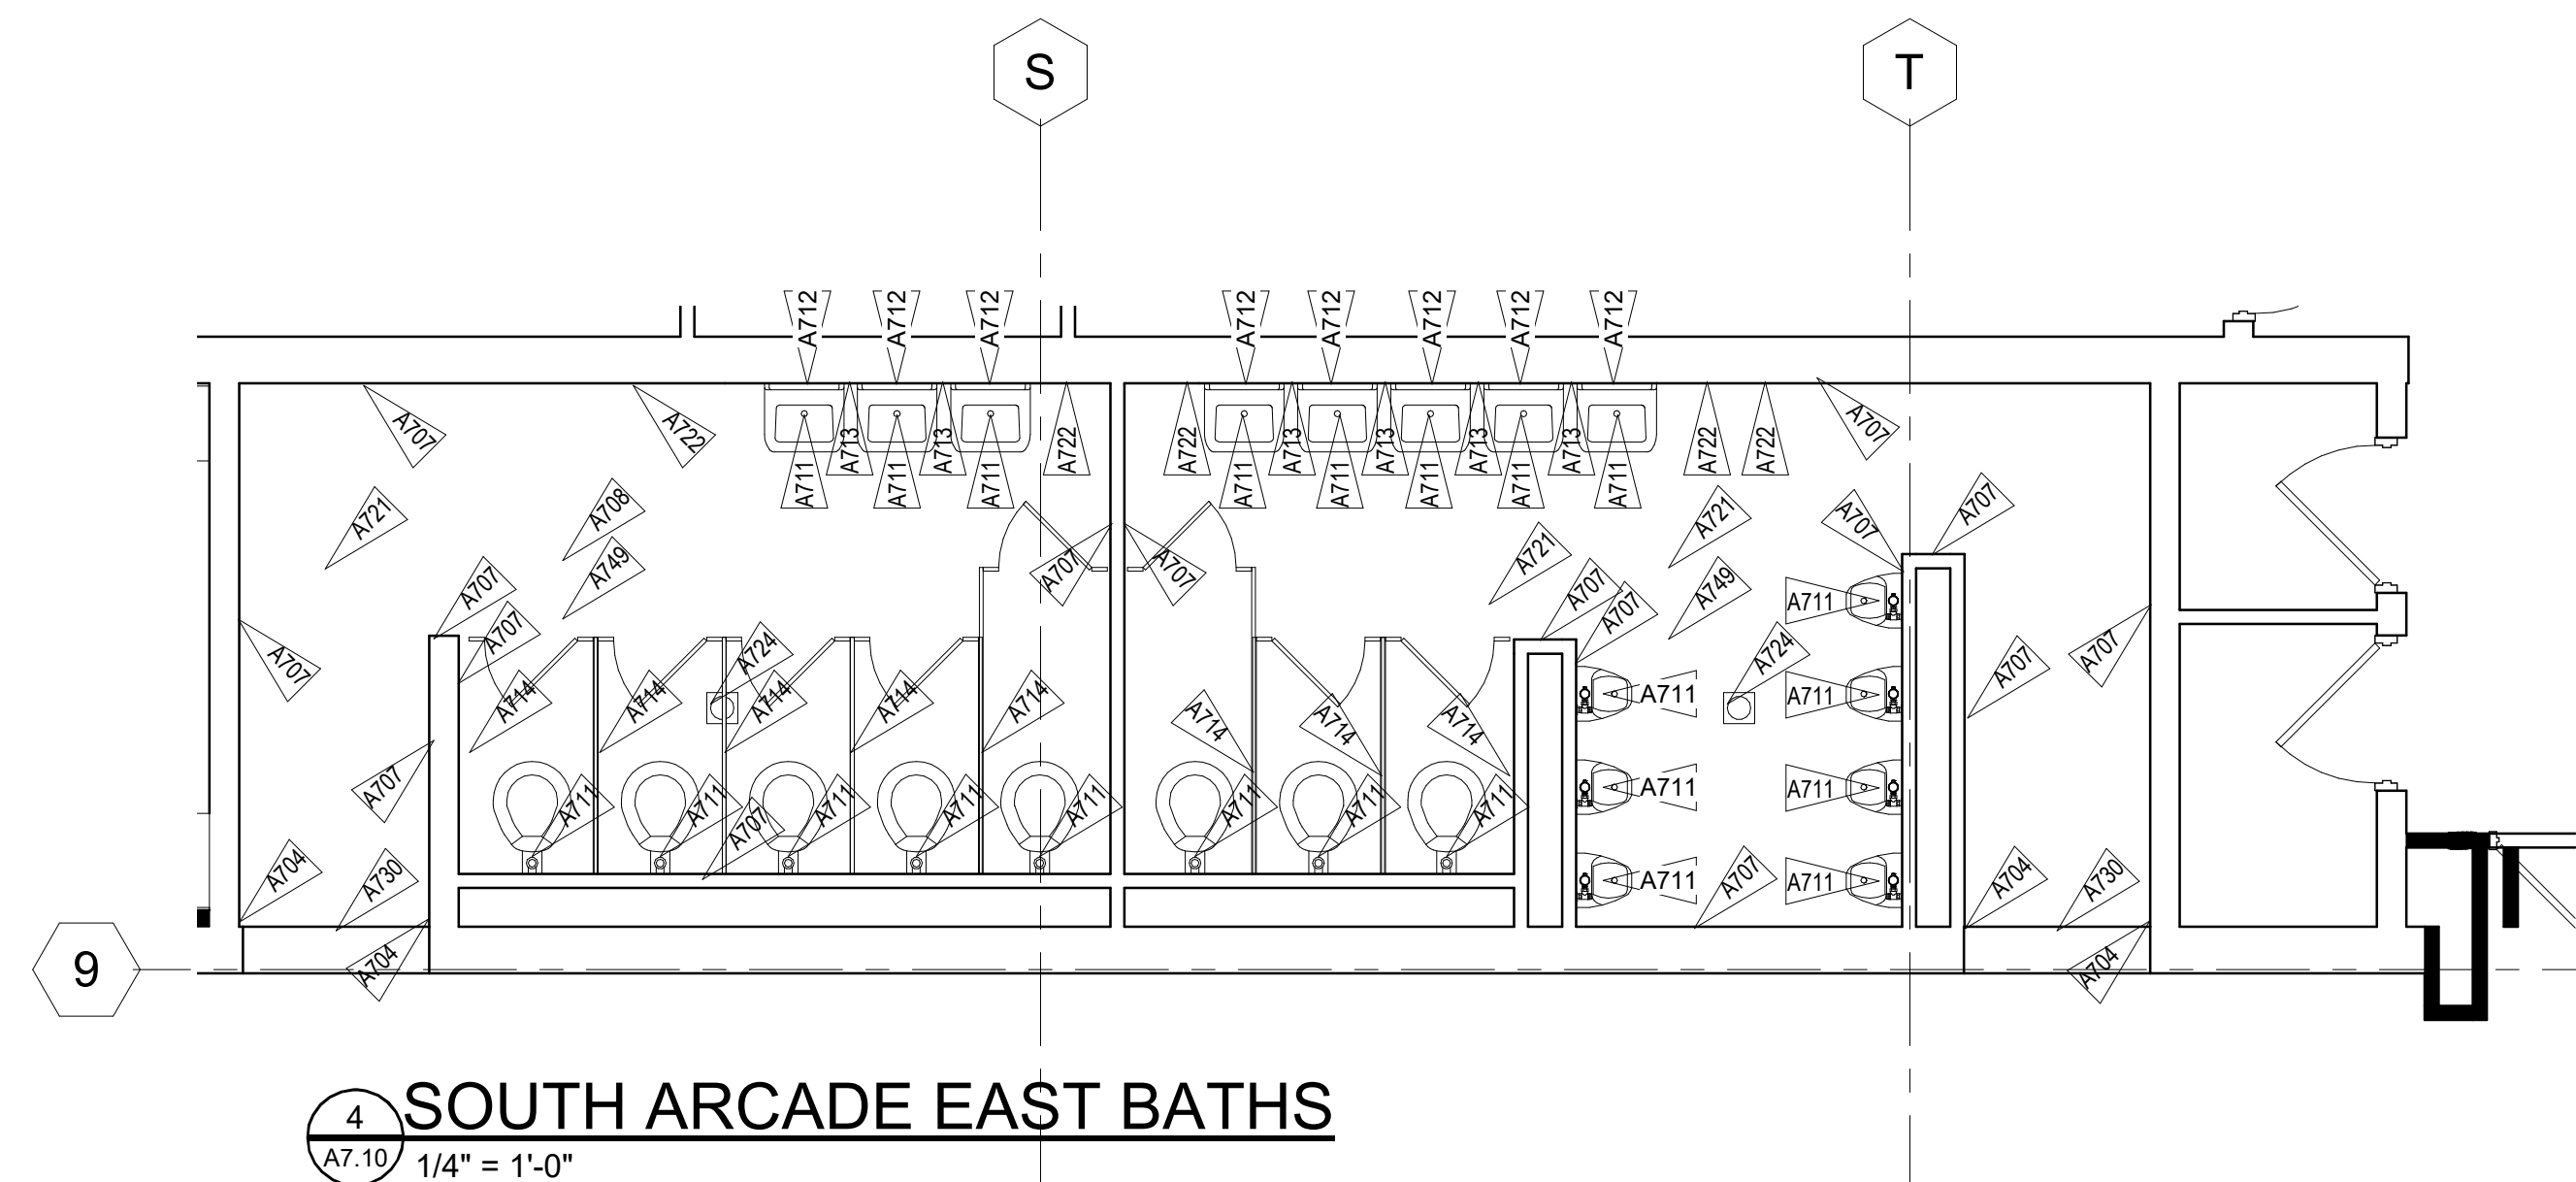 S T
A712 A712 A712 A712 A712 A712 A712 A712
A707 A722 A713 A713 A722 A722 A713 A713 A713 A713 A722 A722 A707
A711 A711 A711 A711 A711 A711 A711 A711
A721 A708 A721 A707 A707
A749 A707 A707 A721 A749 A711
A707 A707 A707
A707 A724 A724 A707 A707
A707 A714 A714 A714 A714 A714 A714 A714 A714 A711 A711
A707 A711 A711 A711 A711 A711 A711 A711 A711 A711 A711
A707
A704 A730 A711 A707 A711 A704 A730
A704 A704
9
4 SOUTH ARCADE EAST BATHS
A7.10 1/4" = 1'-0"